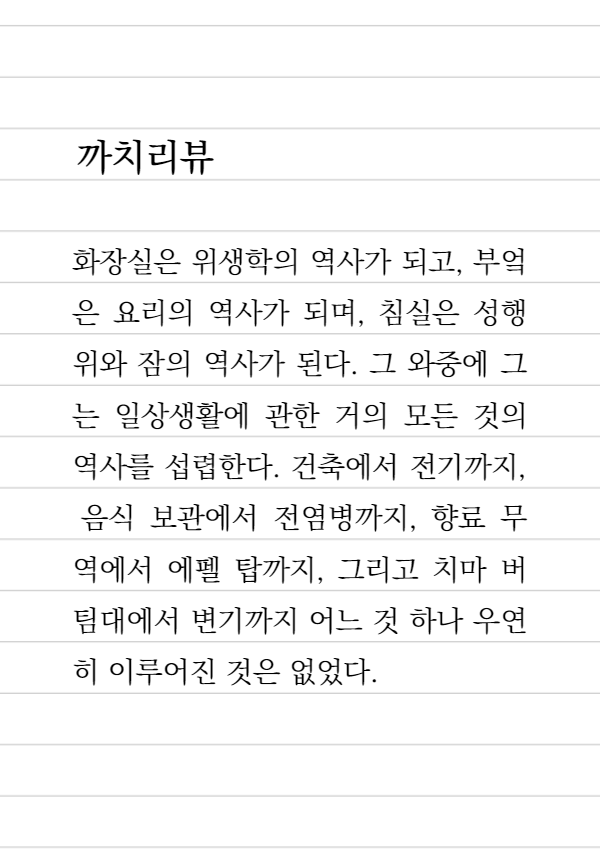 까치리뷰
화장실은 위생학의 역사가 되고, 부엌
은 요리의 역사가 되며, 침실은 성행
위와 잠의 역사가 된다. 그 와중에 그
는 일상생활에 관한 거의 모든 것의
역사를 섭렵한다. 건축에서 전기까지,
음식 보관에서 전염병까지, 향료 무
역에서 에펠 탑까지, 그리고 치마 버
팀대에서 변기까지 어느 것 하나 우연
히 이루어진 것은 없었다.